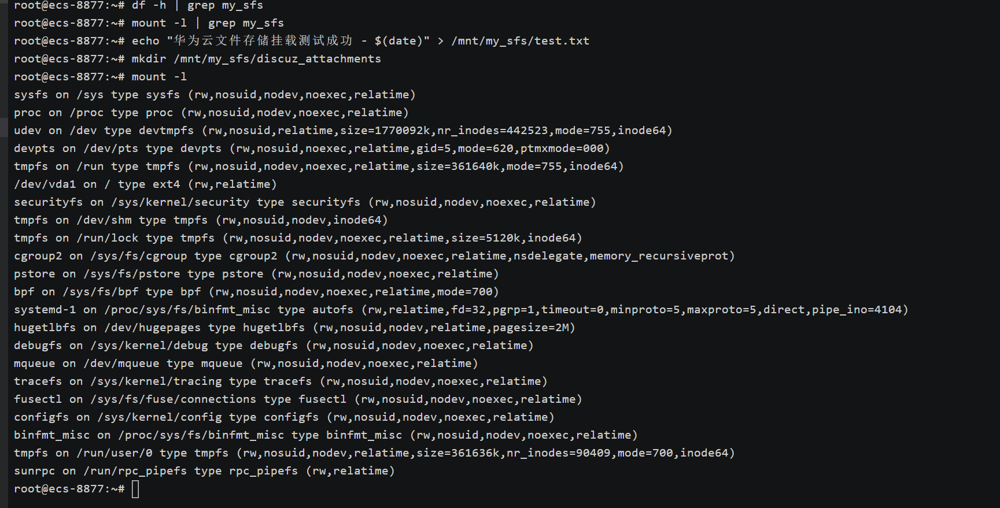 root@ecs-8877:~# df -h | grep my_sfs
root@ecs-8877:~# mount -l | grep my_sfs
root@ecs-8877:~# echo "华为云文件存储挂载测试成功 - $(date)" > /mnt/my_sfs/test.txt
root@ecs-8877:~# mkdir /mnt/my_sfs/discuz_attachments
root@ecs-8877:~# mount -l
sysfs on /sys type sysfs (rw,nosuid,nodev,noexec,relatime)
proc on /proc type proc (rw,nosuid,nodev,noexec,relatime)
udev on /dev type devtmpfs (rw,nosuid,relatime,size=1770092k,nr_inodes=442523,mode=755,inode64)
devpts on /dev/pts type devpts (rw,nosuid,noexec,relatime,gid=5,mode=620,ptmxmode=000)
tmpfs on /run type tmpfs (rw,nosuid,nodev,noexec,relatime,size=361640k,mode=755,inode64)
/dev/vda1 on / type ext4 (rw,relatime)
securityfs on /sys/kernel/security type securityfs (rw,nosuid,nodev,noexec,relatime)
tmpfs on /dev/shm type tmpfs (rw,nosuid,nodev,inode64)
tmpfs on /run/lock type tmpfs (rw,nosuid,nodev,noexec,relatime,size=5120k,inode64)
cgroup2 on /sys/fs/cgroup type cgroup2 (rw,nosuid,nodev,noexec,relatime,nsdelegate,memory_recursiveprot)
pstore on /sys/fs/pstore type pstore (rw,nosuid,nodev,noexec,relatime)
bpf on /sys/fs/bpf type bpf (rw,nosuid,nodev,noexec,relatime,mode=700)
systemd-1 on /proc/sys/fs/binfmt_misc type autofs (rw,relatime,fd=32,pgrp=1,timeout=0,minproto=5,maxproto=5,direct,pipe_ino=4104)
hugetlbfs on /dev/hugepages type hugetlbfs (rw,nosuid,nodev,relatime,pagesize=2M)
debugfs on /sys/kernel/debug type debugfs (rw,nosuid,nodev,noexec,relatime)
mqueue on /dev/mqueue type mqueue (rw,nosuid,nodev,noexec,relatime)
tracefs on /sys/kernel/tracing type tracefs (rw,nosuid,nodev,noexec,relatime)
fusectl on /sys/fs/fuse/connections type fusectl (rw,nosuid,nodev,noexec,relatime)
configfs on /sys/kernel/config type configfs (rw,nosuid,nodev,noexec,relatime)
binfmt_misc on /proc/sys/fs/binfmt_misc type binfmt_misc (rw,nosuid,nodev,noexec,relatime)
tmpfs on /run/user/0 type tmpfs (rw,nosuid,nodev,relatime,size=361636k,nr_inodes=90409,mode=700,inode64)
sunrpc on /run/rpc_pipefs type rpc_pipefs (rw,relatime)
root@ecs-8877:~#